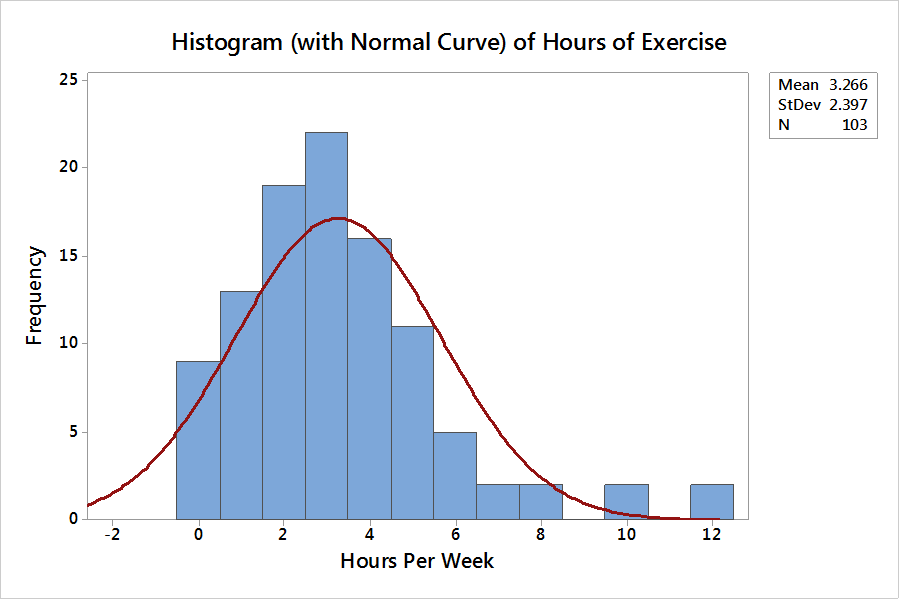 Histogram (with Normal Curve) of Hours of Exercise
Mean 3.266
StDev 2.397
N 103
Frequency
25
20
15
10
5
0
-2 0 2 4 6 8 10 12
Hours Per Week